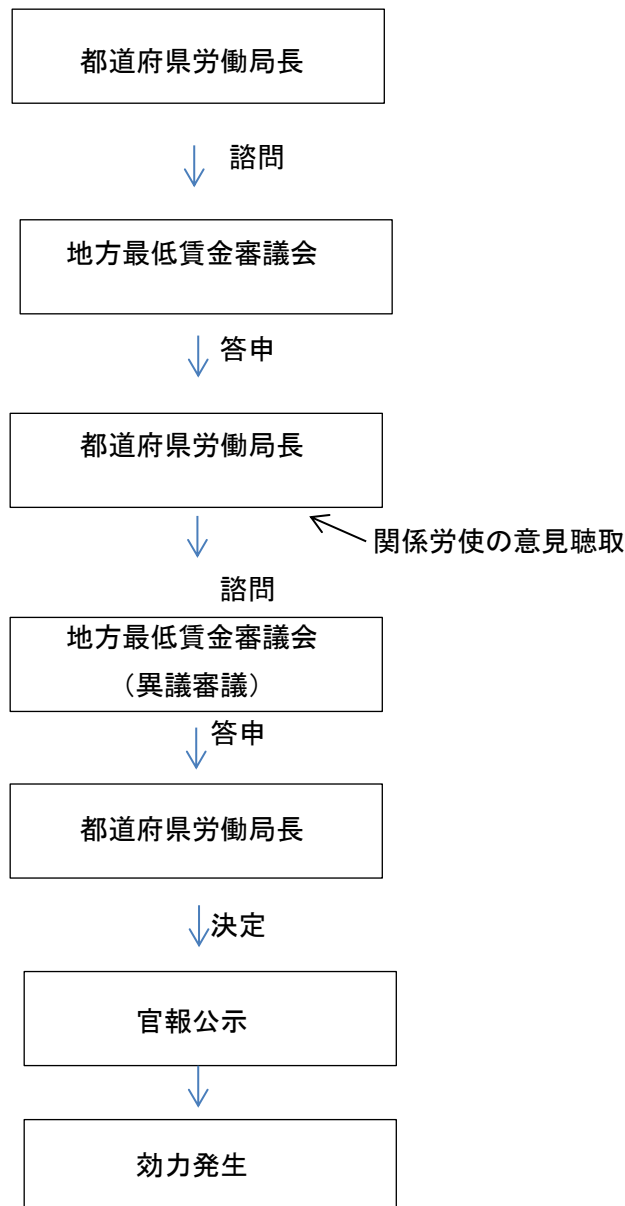 都道府県労働局長
諮問
地方最低賃金審議会
答申
都道府県労働局長
関係労使の意見聴取
諮問
地方最低賃金審議会
（異議審議）
答申
都道府県労働局長
決定
官報公示
効力発生